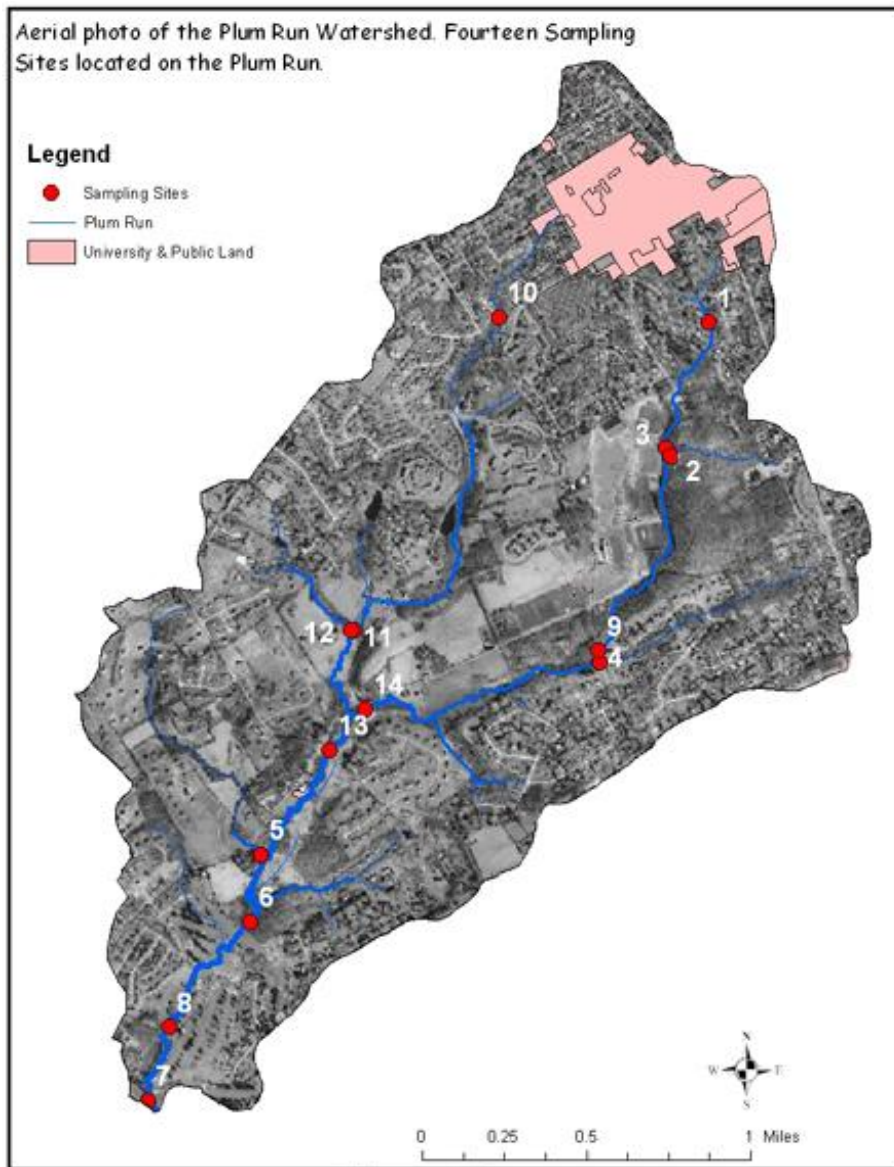 Aerial photo of the Plum Run Watershed. Fourteen Sampling
Sites located on the Plum Run.
Legend
Sampling Sites
Plum Run
University & Public Land
10
1
3
2
9
4
12
11
14
13
5
6
8
7
N
W E
S
0 0.25 0.5 1 Miles